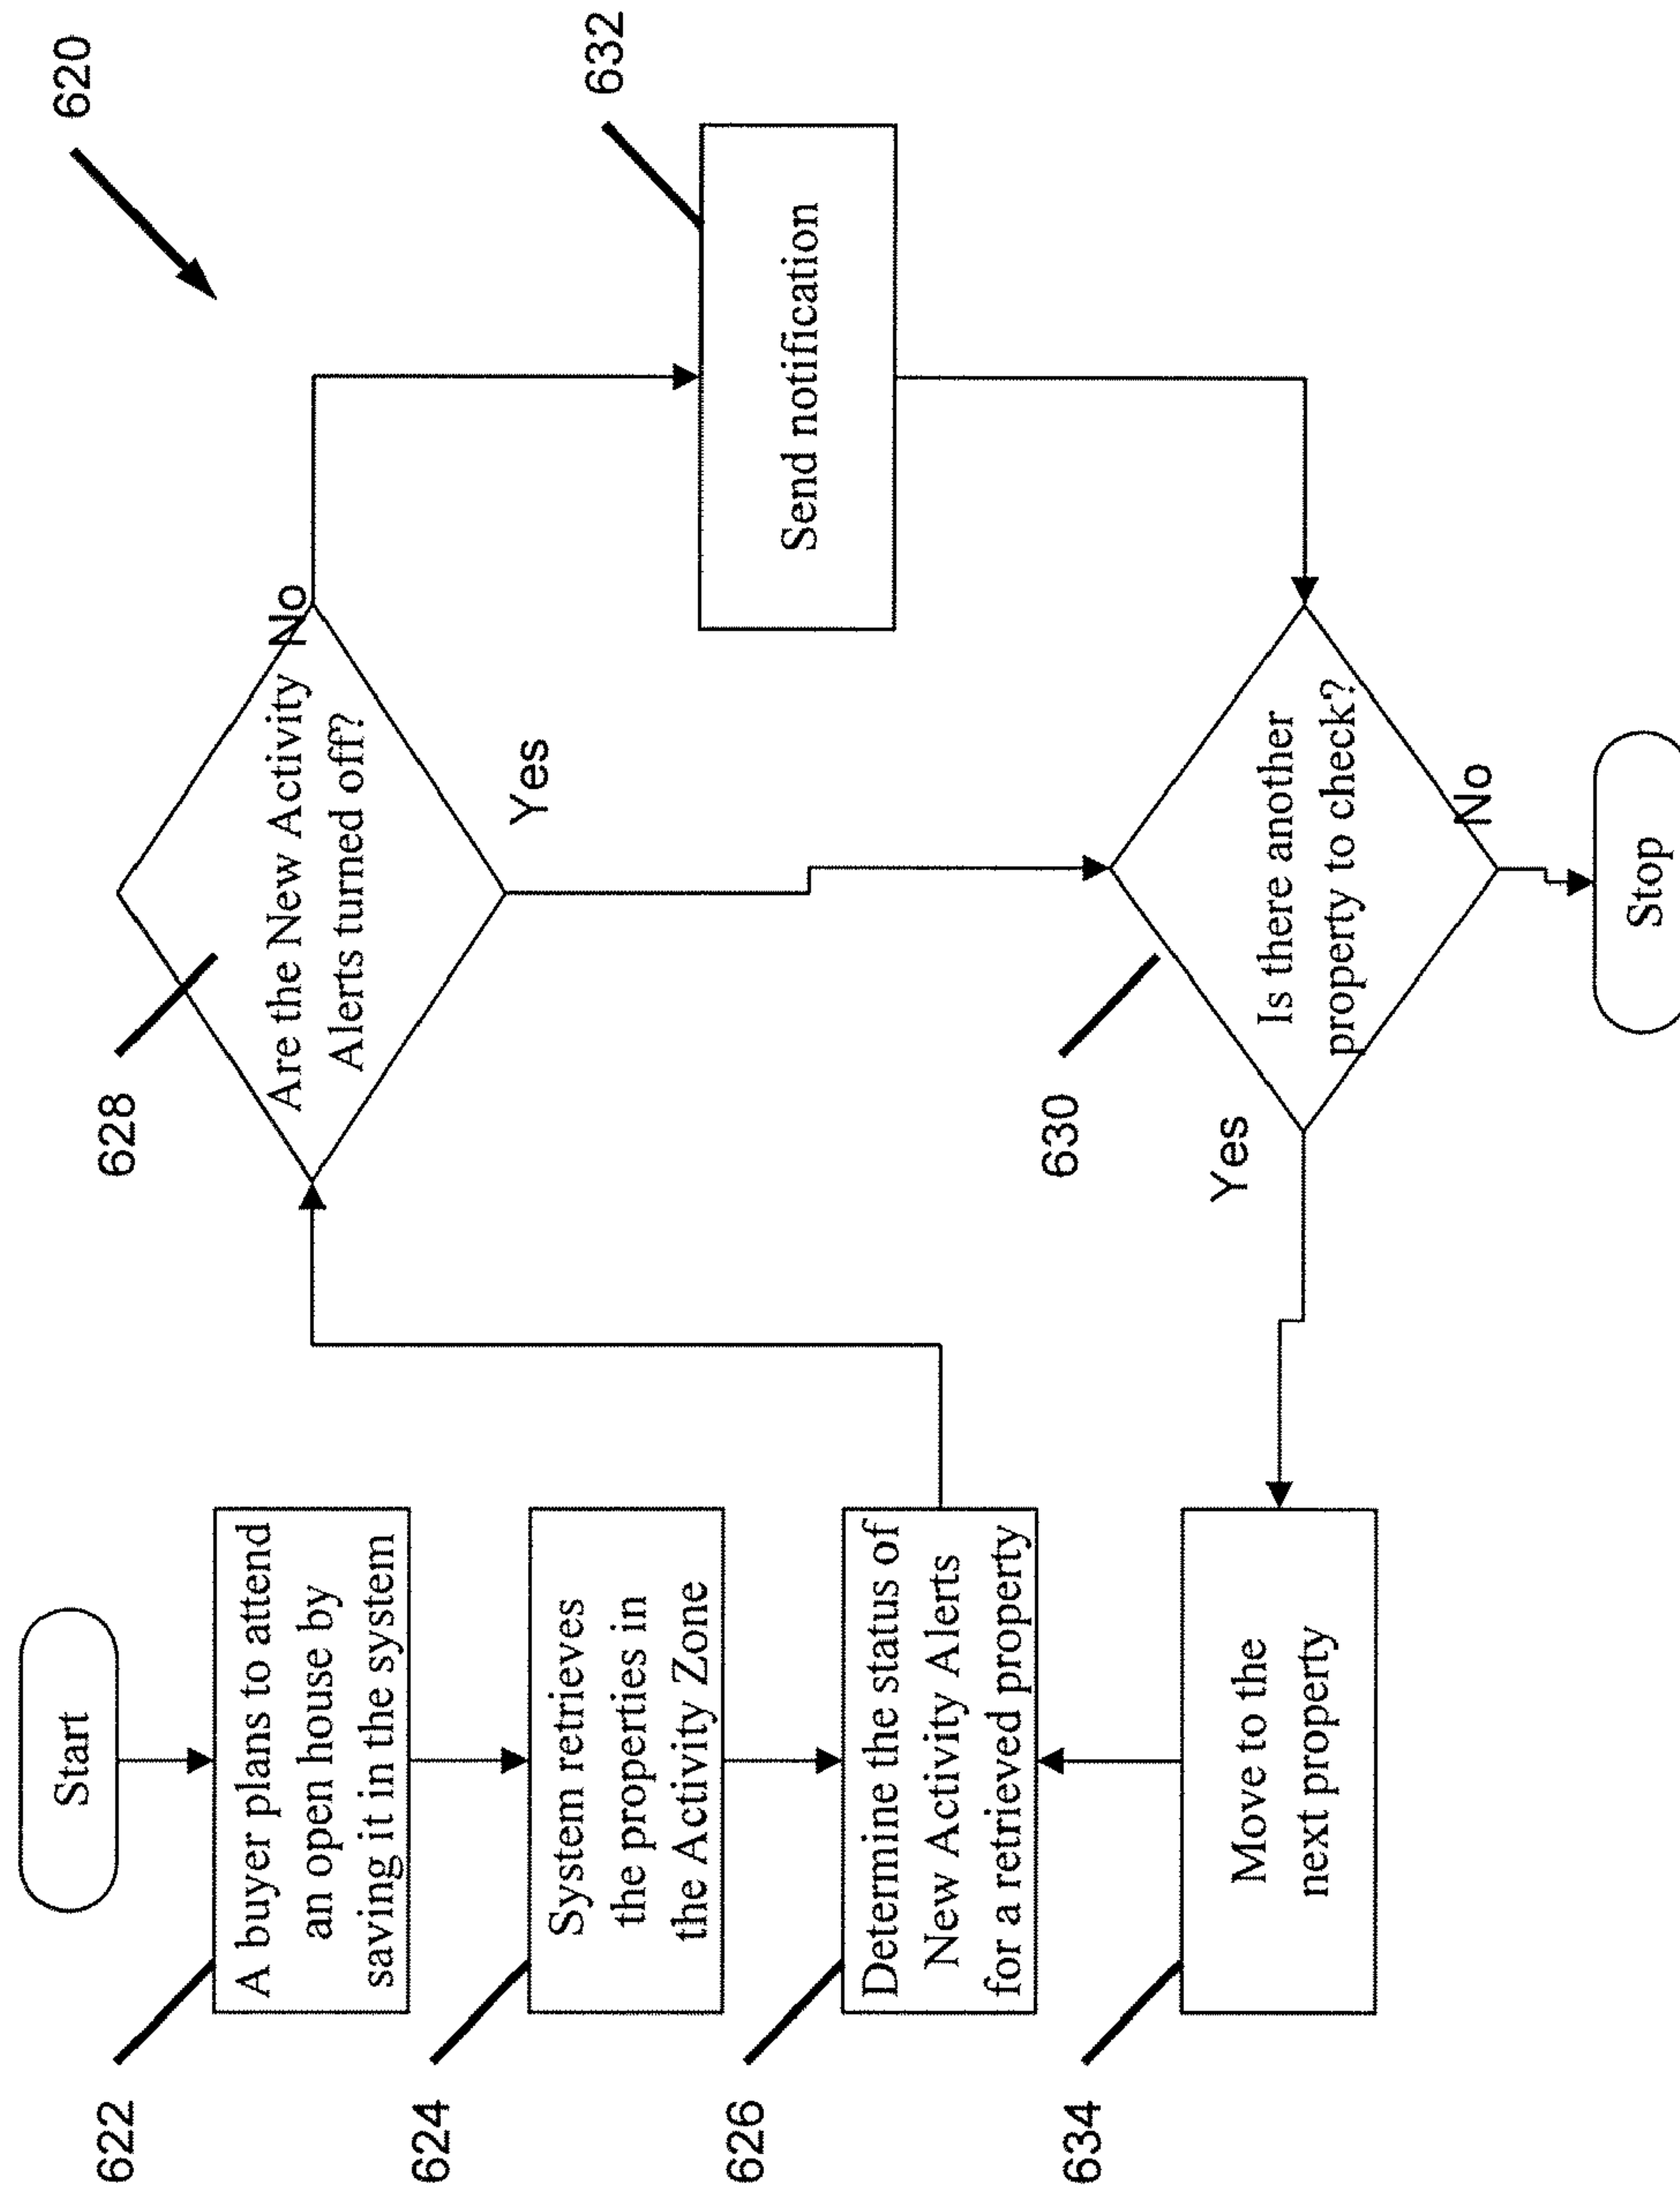 620
Start
622
A buyer plans to attend
an open house by
saving it in the system
624
System retrieves
the properties in
the Activity Zone
626
Determine the status of
New Activity Alerts
for a retrieved property
634
Move to the
next property
628
Are the New Activity
Alerts turned off?
No
Yes
632
Send notification
630
Is there another
property to check?
Yes
No
Stop